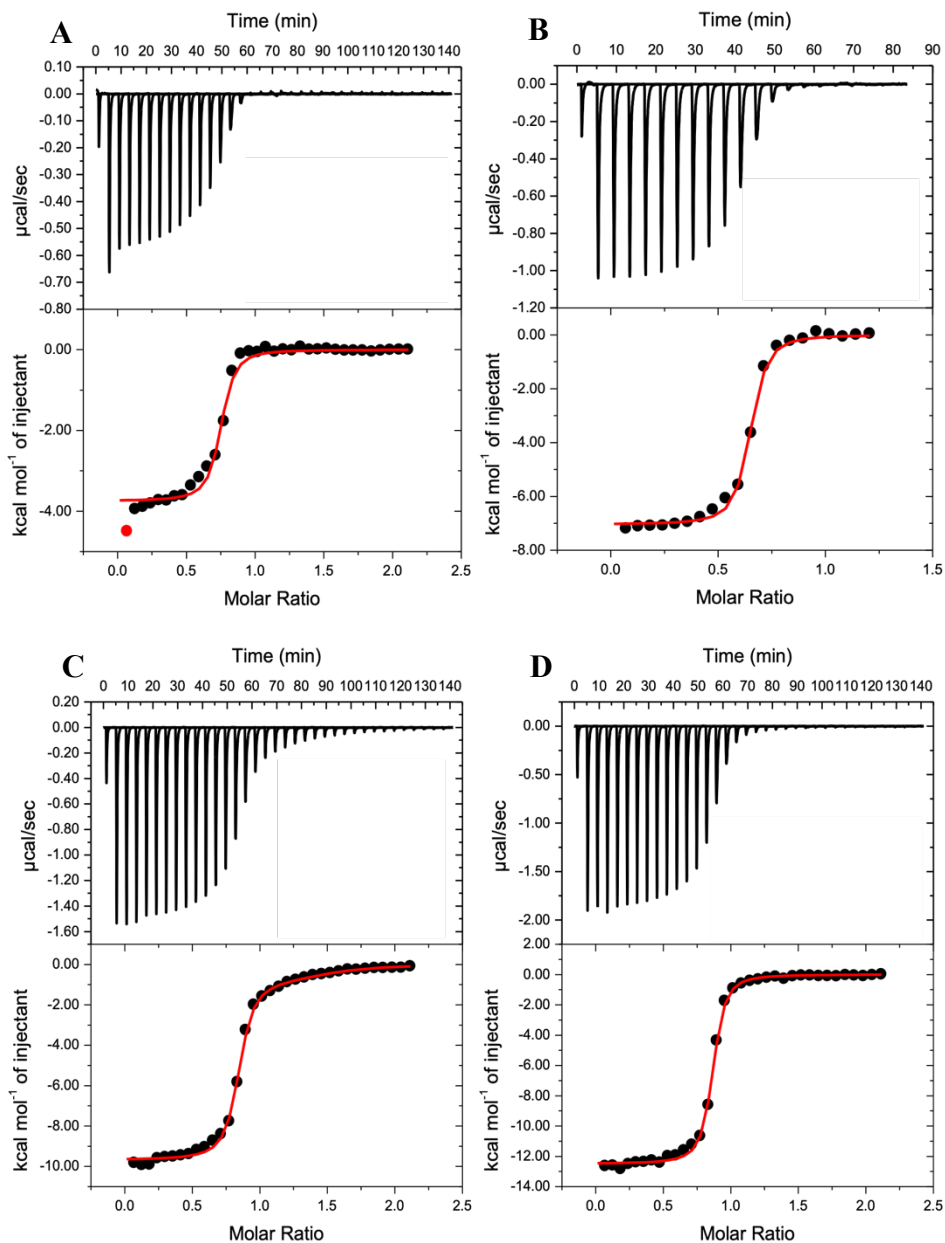 A
Time (min)
0 10 20 30 40 50 60 70 80 90 100 110 120 130 140
0.10
0.00
-0.10
-0.20
-0.30
-0.40
-0.50
-0.60
-0.70
-0.80
µcal/sec
0.00
-2.00
-4.00
kcal mol⁻¹ of injectant
0.0 0.5 1.0 1.5 2.0 2.5
Molar Ratio
B
Time (min)
0 10 20 30 40 50 60 70 80 90
0.00
-0.20
-0.40
-0.60
-0.80
-1.00
-1.20
µcal/sec
0.00
-2.00
-4.00
-6.00
-8.00
kcal mol⁻¹ of injectant
0.0 0.5 1.0 1.5
Molar Ratio
C
Time (min)
0 10 20 30 40 50 60 70 80 90 100 110 120 130 140
0.20
0.00
-0.20
-0.40
-0.60
-0.80
-1.00
-1.20
-1.40
-1.60
µcal/sec
0.00
-2.00
-4.00
-6.00
-8.00
-10.00
kcal mol⁻¹ of injectant
0.0 0.5 1.0 1.5 2.0 2.5
Molar Ratio
D
Time (min)
0 10 20 30 40 50 60 70 80 90 100 110 120 130 140
0.00
-0.50
-1.00
-1.50
-2.00
µcal/sec
2.00
0.00
-2.00
-4.00
-6.00
-8.00
-10.00
-12.00
-14.00
kcal mol⁻¹ of injectant
0.0 0.5 1.0 1.5 2.0 2.5
Molar Ratio